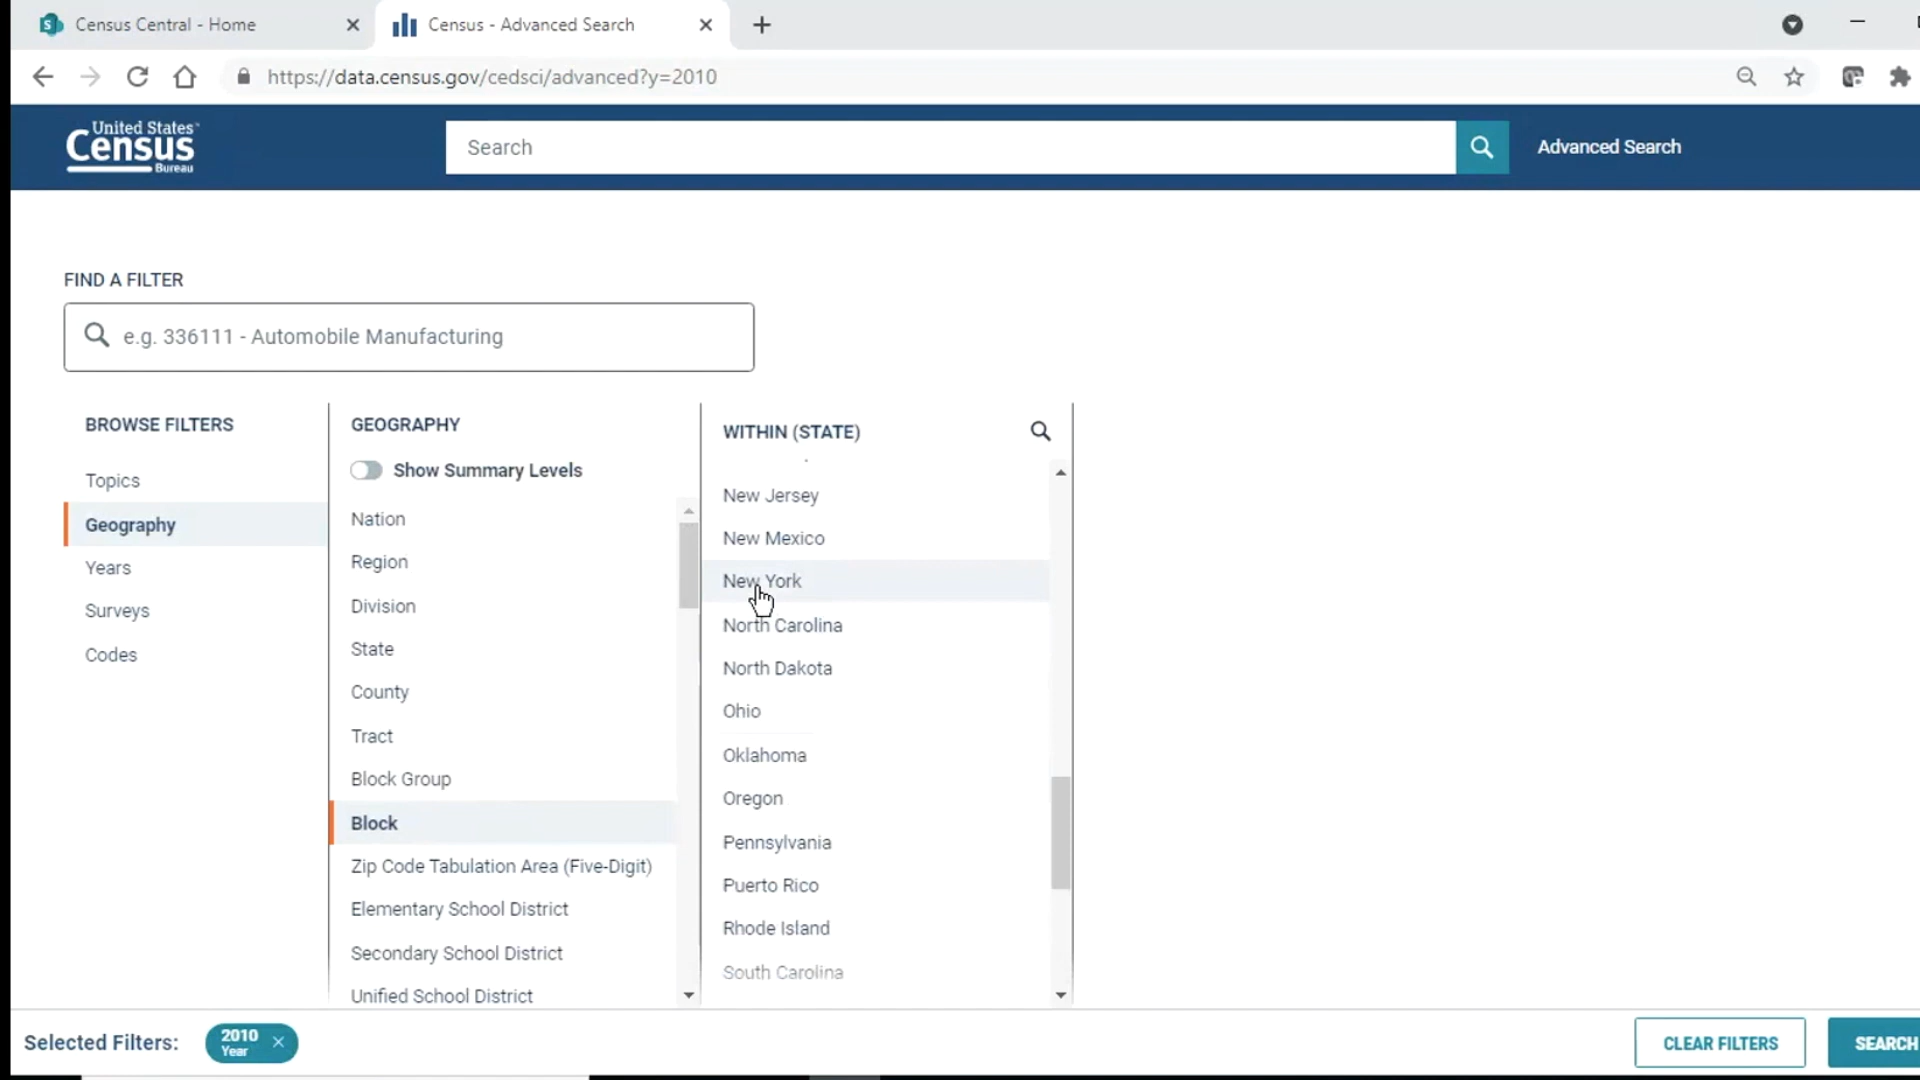 Census Central - Home
Census - Advanced Search
https://data.census.gov/cedsci/advanced?y=2010
United States™
Census
Bureau
Search
Advanced Search
FIND A FILTER
e.g. 336111 - Automobile Manufacturing
BROWSE FILTERS
Topics
Geography
Years
Surveys
Codes
GEOGRAPHY
Show Summary Levels
Nation
Region
Division
State
County
Tract
Block Group
Block
Zip Code Tabulation Area (Five-Digit)
Elementary School District
Secondary School District
Unified School District
WITHIN (STATE)
New Jersey
New Mexico
New York
North Carolina
North Dakota
Ohio
Oklahoma
Oregon
Pennsylvania
Puerto Rico
Rhode Island
South Carolina
Selected Filters:
2010
Year
CLEAR FILTERS
SEARCH